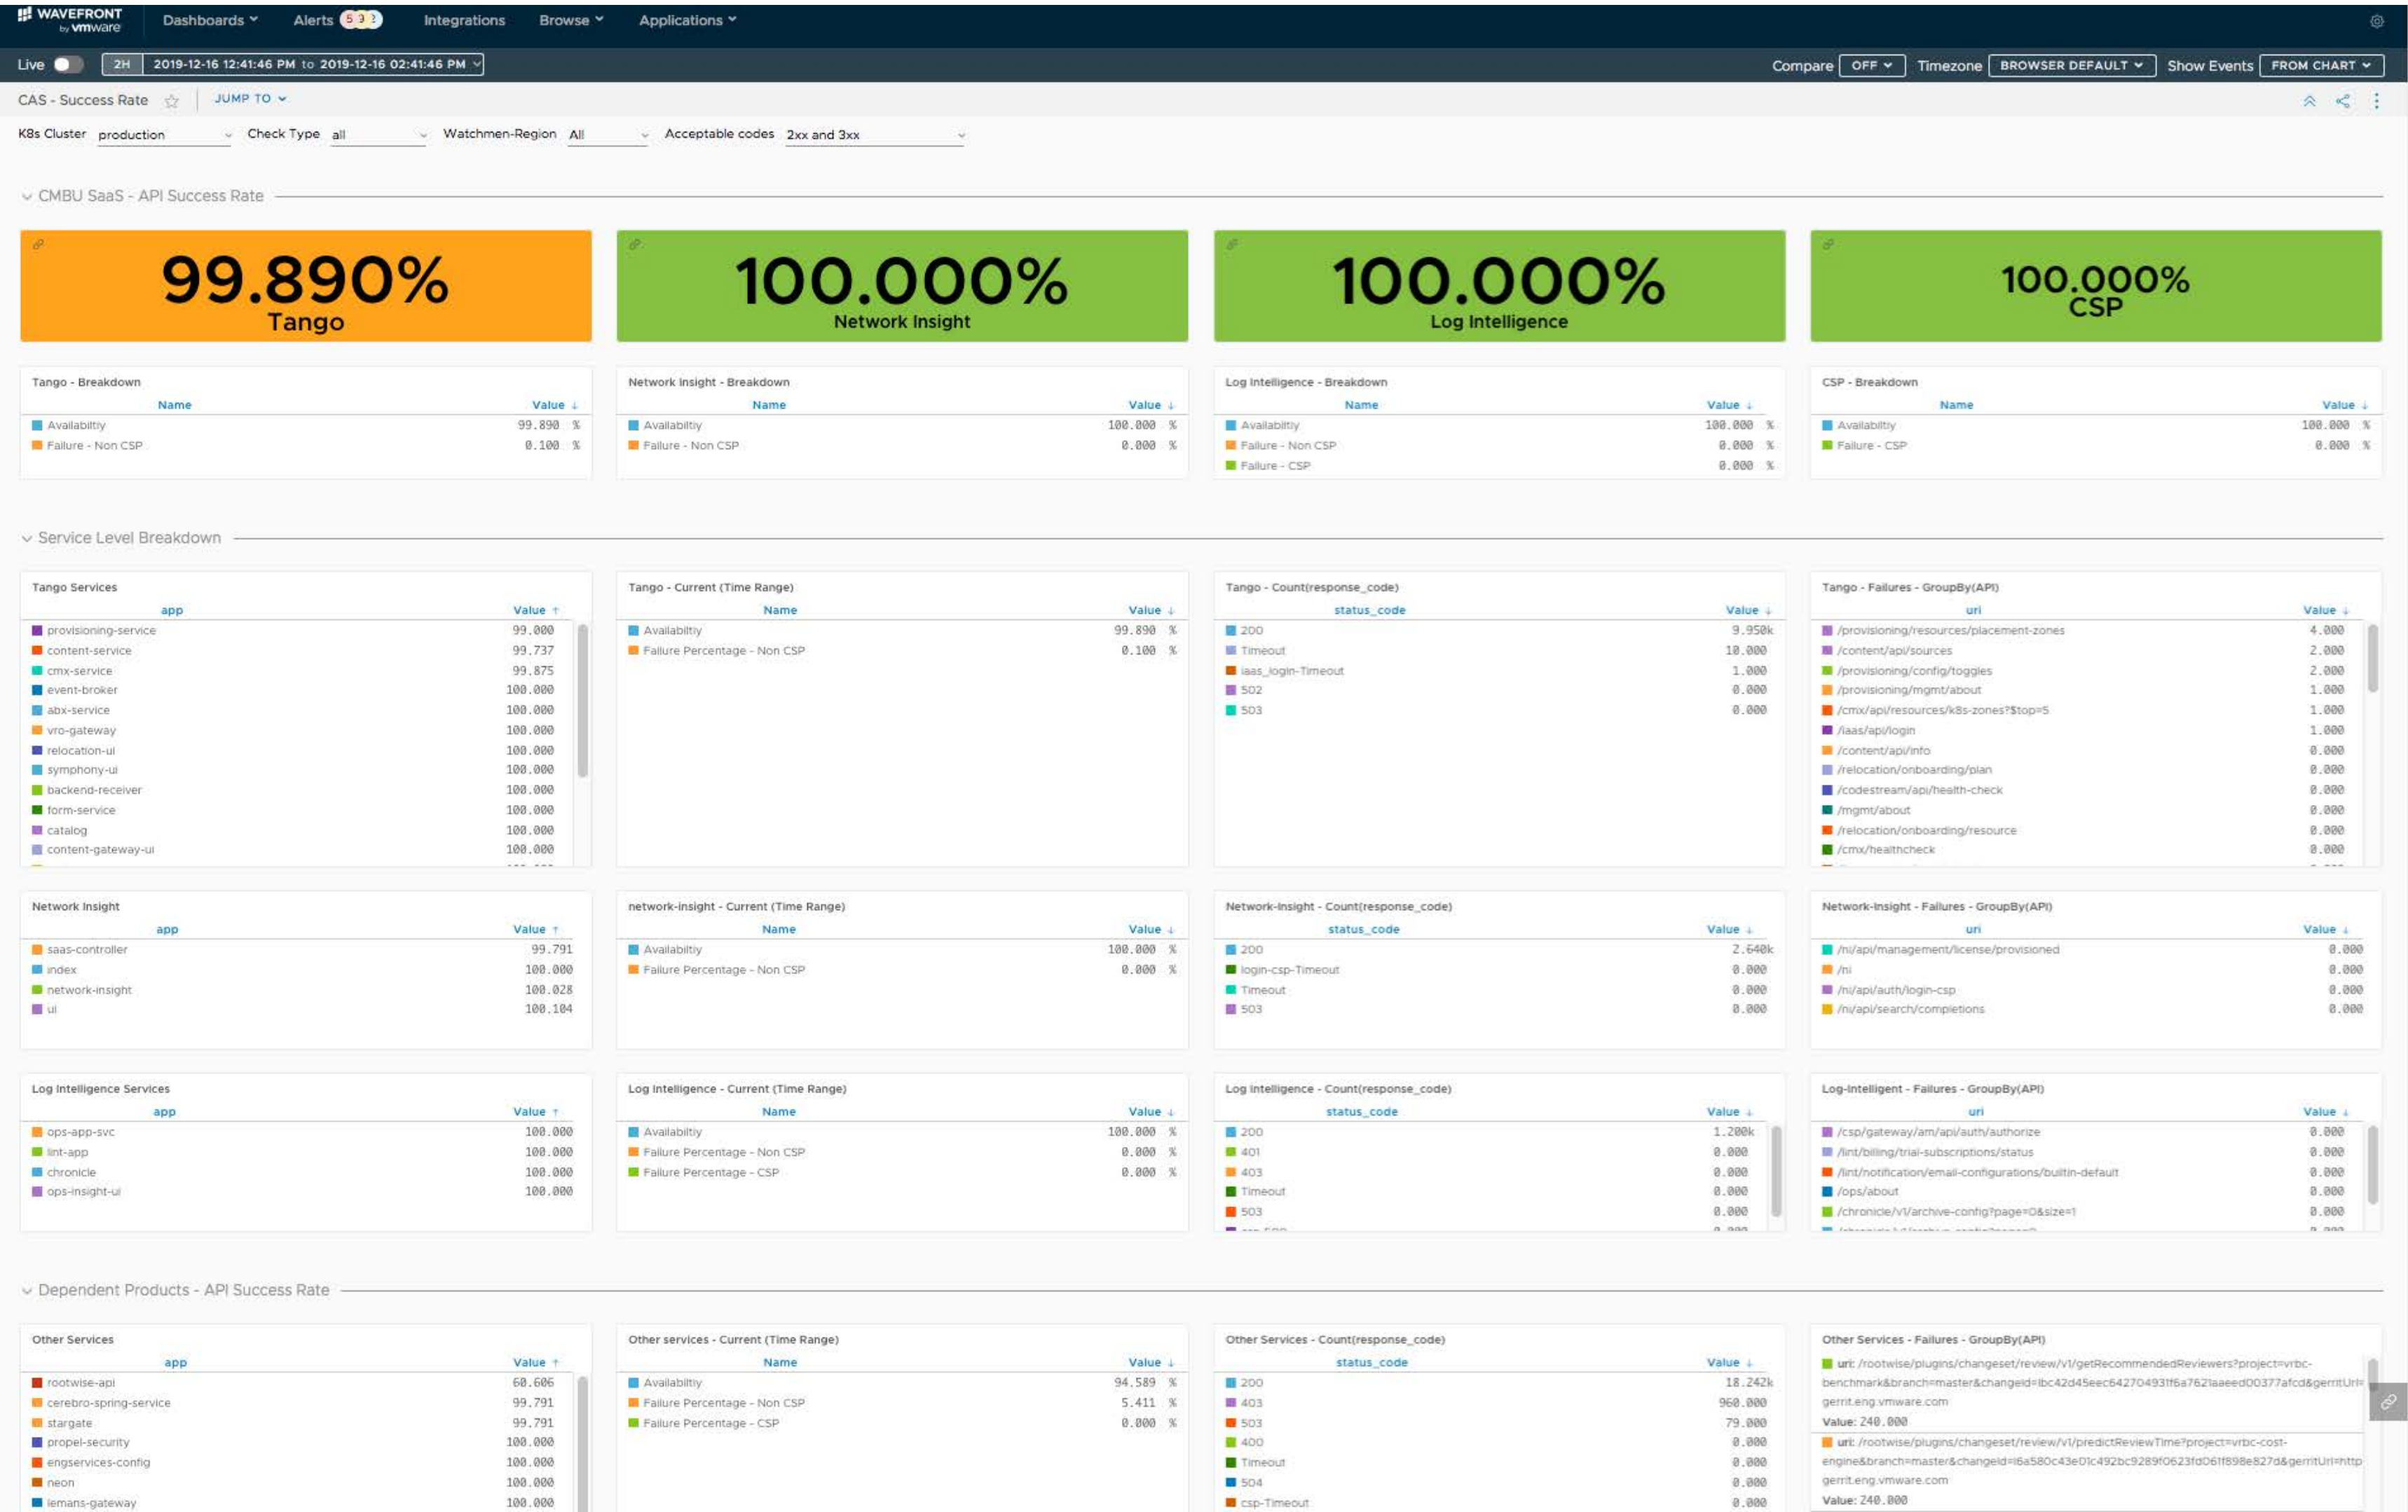 WAVEFRONT
by vmware
Dashboards
Alerts
Integrations
Browse
Applications
Live
2H 2019-12-16 12:41:46 PM to 2019-12-16 02:41:46 PM
Compare OFF
Timezone BROWSER DEFAULT
Show Events FROM CHART
CAS - Success Rate
JUMP TO
K8s Cluster production
Check Type all
Watchmen-Region All
Acceptable codes 2xx and 3xx
CMBU SaaS - API Success Rate
99.890%
Tango
100.000%
Network Insight
100.000%
Log Intelligence
100.000%
CSP
Tango - Breakdown
Name Value
Availabiltiy 99.890 %
Failure - Non CSP 0.100 %
Network Insight - Breakdown
Name Value
Availabiltiy 100.000 %
Failure - Non CSP 0.000 %
Log Intelligence - Breakdown
Name Value
Availabiltiy 100.000 %
Failure - Non CSP 0.000 %
Failure - CSP 0.000 %
CSP - Breakdown
Name Value
Availabiltiy 100.000 %
Failure - CSP 0.000 %
Service Level Breakdown
Tango Services
app Value
provisioning-service 99.000
content-service 99.737
cmx-service 99.875
event-broker 100.000
abx-service 100.000
vro-gateway 100.000
relocation-ui 100.000
symphony-ui 100.000
backend-receiver 100.000
form-service 100.000
catalog 100.000
content-gateway-ui 100.000
Tango - Current (Time Range)
Name Value
Availabiltiy 99.890 %
Failure Percentage - Non CSP 0.100 %
Tango - Count(response_code)
status_code Value
200 9.950k
Timeout 10.000
iaas_login-Timeout 1.000
502 0.000
503 0.000
Tango - Failures - GroupBy(API)
uri Value
/provisioning/resources/placement-zones 4.000
/content/api/sources 2.000
/provisioning/config/toggles 2.000
/provisioning/mgmt/about 1.000
/cmx/api/resources/k8s-zones?$top=5 1.000
/iaas/api/login 1.000
/content/api/info 0.000
/relocation/onboarding/plan 0.000
/codestream/api/health-check 0.000
/mgmt/about 0.000
/relocation/onboarding/resource 0.000
/cmx/healthcheck 0.000
Network Insight
app Value
saas-controller 99.791
index 100.000
network-insight 100.028
ui 100.104
network-insight - Current (Time Range)
Name Value
Availabiltiy 100.000 %
Failure Percentage - Non CSP 0.000 %
Network-Insight - Count(response_code)
status_code Value
200 2.640k
login-csp-Timeout 0.000
Timeout 0.000
503 0.000
Network-Insight - Failures - GroupBy(API)
uri Value
/ni/api/management/license/provisioned 0.000
/ni 0.000
/ni/api/auth/login-csp 0.000
/ni/api/search/completions 0.000
Log Intelligence Services
app Value
ops-app-svc 100.000
lint-app 100.000
chronicle 100.000
ops-insight-ui 100.000
Log Intelligence - Current (Time Range)
Name Value
Availabiltiy 100.000 %
Failure Percentage - Non CSP 0.000 %
Failure Percentage - CSP 0.000 %
Log Intelligence - Count(response_code)
status_code Value
200 1.200k
401 0.000
403 0.000
Timeout 0.000
503 0.000
Log-Intelligent - Failures - GroupBy(API)
uri Value
/csp/gateway/am/api/auth/authorize 0.000
/lint/billing/trial-subscriptions/status 0.000
/lint/notification/email-configurations/builtin-default 0.000
/ops/about 0.000
/chronicle/v1/archive-config?page=0&size=1 0.000
Dependent Products - API Success Rate
Other Services
app Value
rootwise-api 60.606
cerebro-spring-service 99.791
stargate 99.791
propel-security 100.000
engservices-config 100.000
neon 100.000
lemans-gateway 100.000
Other services - Current (Time Range)
Name Value
Availabiltiy 94.589 %
Failure Percentage - Non CSP 5.411 %
Failure Percentage - CSP 0.000 %
Other Services - Count(response_code)
status_code Value
200 18.242k
403 960.000
503 79.000
400 0.000
Timeout 0.000
504 0.000
csp-Timeout 0.000
Other Services - Failures - GroupBy(API)
uri: /rootwise/plugins/changeset/review/v1/getRecommendedReviewers?project=vrbc-
gerrit.eng.vmware.com
Value: 240.000
uri: /rootwise/plugins/changeset/review/v1/predictReviewTime?project=vrbc-cost-
gerrit.eng.vmware.com
Value: 240.000